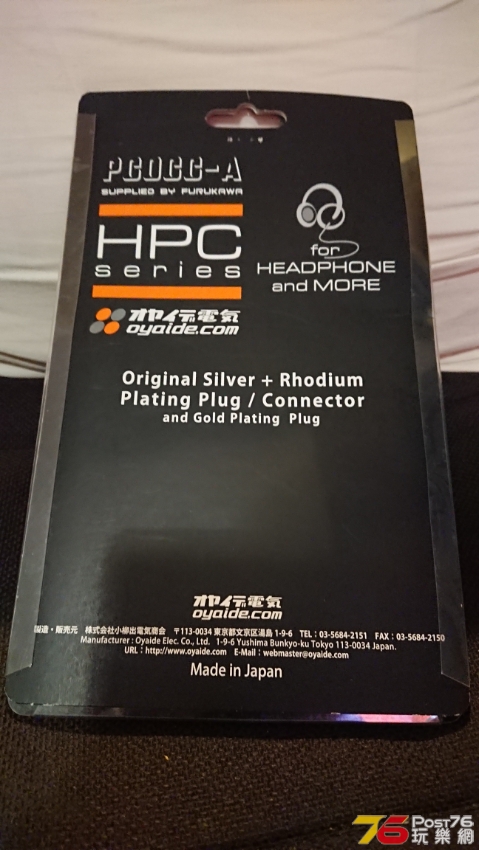 PCOCC-A
SUPPLIED BY FURUKAWA
HPC
series
for
HEADPHONE
and MORE
オヤイデ電気
oyaide.com
Original Silver + Rhodium
Plating Plug / Connector
and Gold Plating Plug
オヤイデ電気
oyaide.com
製造・販売元 株式会社小柳出電気商会 〒113-0034 東京都文京区湯島 1-9-6 TEL：03-5684-2151 FAX：03-5684-2150
Manufacturer : Oyaide Elec. Co., Ltd. 1-9-6 Yushima Bunkyo-ku Tokyo 113-0034 Japan.
URL : http://www.oyaide.com E-Mail : webmaster@oyaide.com
Made in Japan
76 POST76
玩樂網